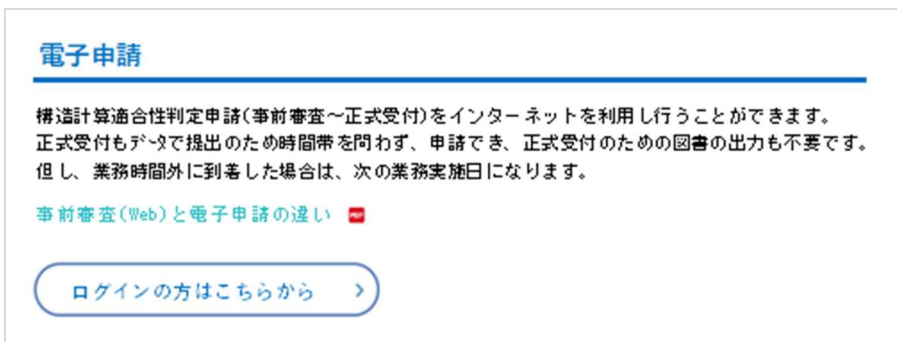 電子申請
構造計算適合性判定申請(事前審査～正式受付)をインターネットを利用し行うことができます。
正式受付もデータで提出のため時間帯を問わず、申請でき、正式受付のための図書の出力も不要です。
但し、業務時間外に到着した場合は、次の業務実施日になります。
事前審査(Web)と電子申請の違い PDF
ログインの方はこちらから